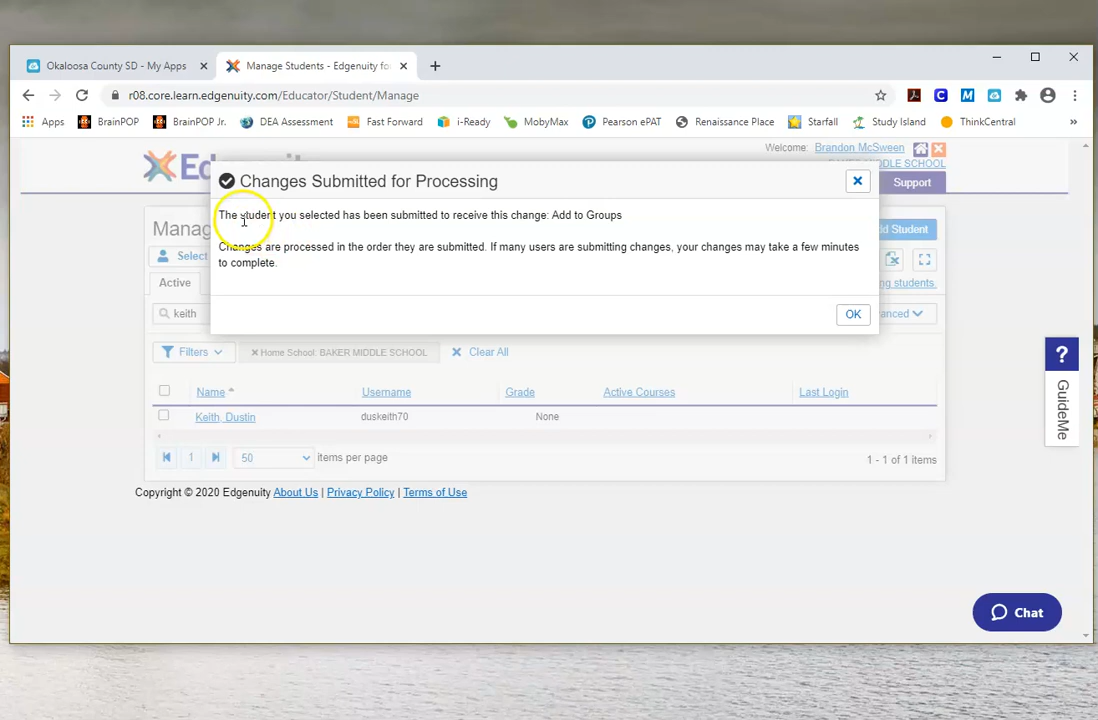 Okaloosa County SD - My Apps
Manage Students - Edgenuity fo
r08.core.learn.edgenuity.com/Educator/Student/Manage
Apps BrainPOP BrainPOP Jr. DEA Assessment Fast Forward i-Ready MobyMax Pearson ePAT Renaissance Place Starfall Study Island ThinkCentral »
Welcome: Brandon McSween
BAKER MIDDLE SCHOOL
Support
Changes Submitted for Processing
The student you selected has been submitted to receive this change: Add to Groups
Changes are processed in the order they are submitted. If many users are submitting changes, your changes may take a few minutes
to complete.
OK
Select
Active
keith
Filters
Home School: BAKER MIDDLE SCHOOL
Clear All
Name Username Grade Active Courses Last Login
Keith, Dustin duskeith70 None
1 50 items per page 1 - 1 of 1 items
Copyright © 2020 Edgenuity About Us | Privacy Policy | Terms of Use
?
GuideMe
Chat